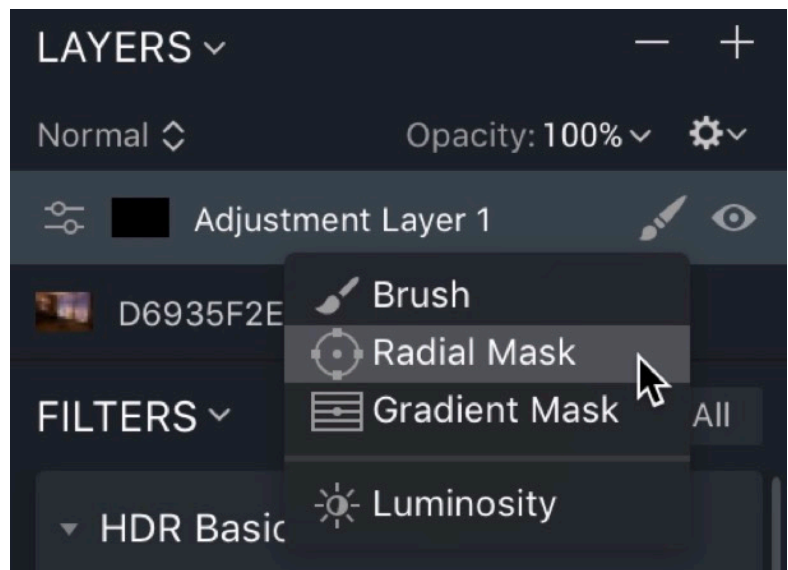 LAYERS
Normal Opacity: 100%
Adjustment Layer 1
D6935F2E
Brush
Radial Mask
Gradient Mask
Luminosity
FILTERS All
HDR Basic